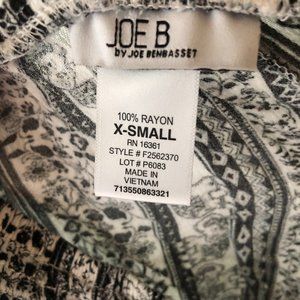 JOE B
BY JOE BENBASSET
100% RAYON
X-SMALL
RN 16361
STYLE # F2562370
LOT # P6083
MADE IN
VIETNAM
713550863321